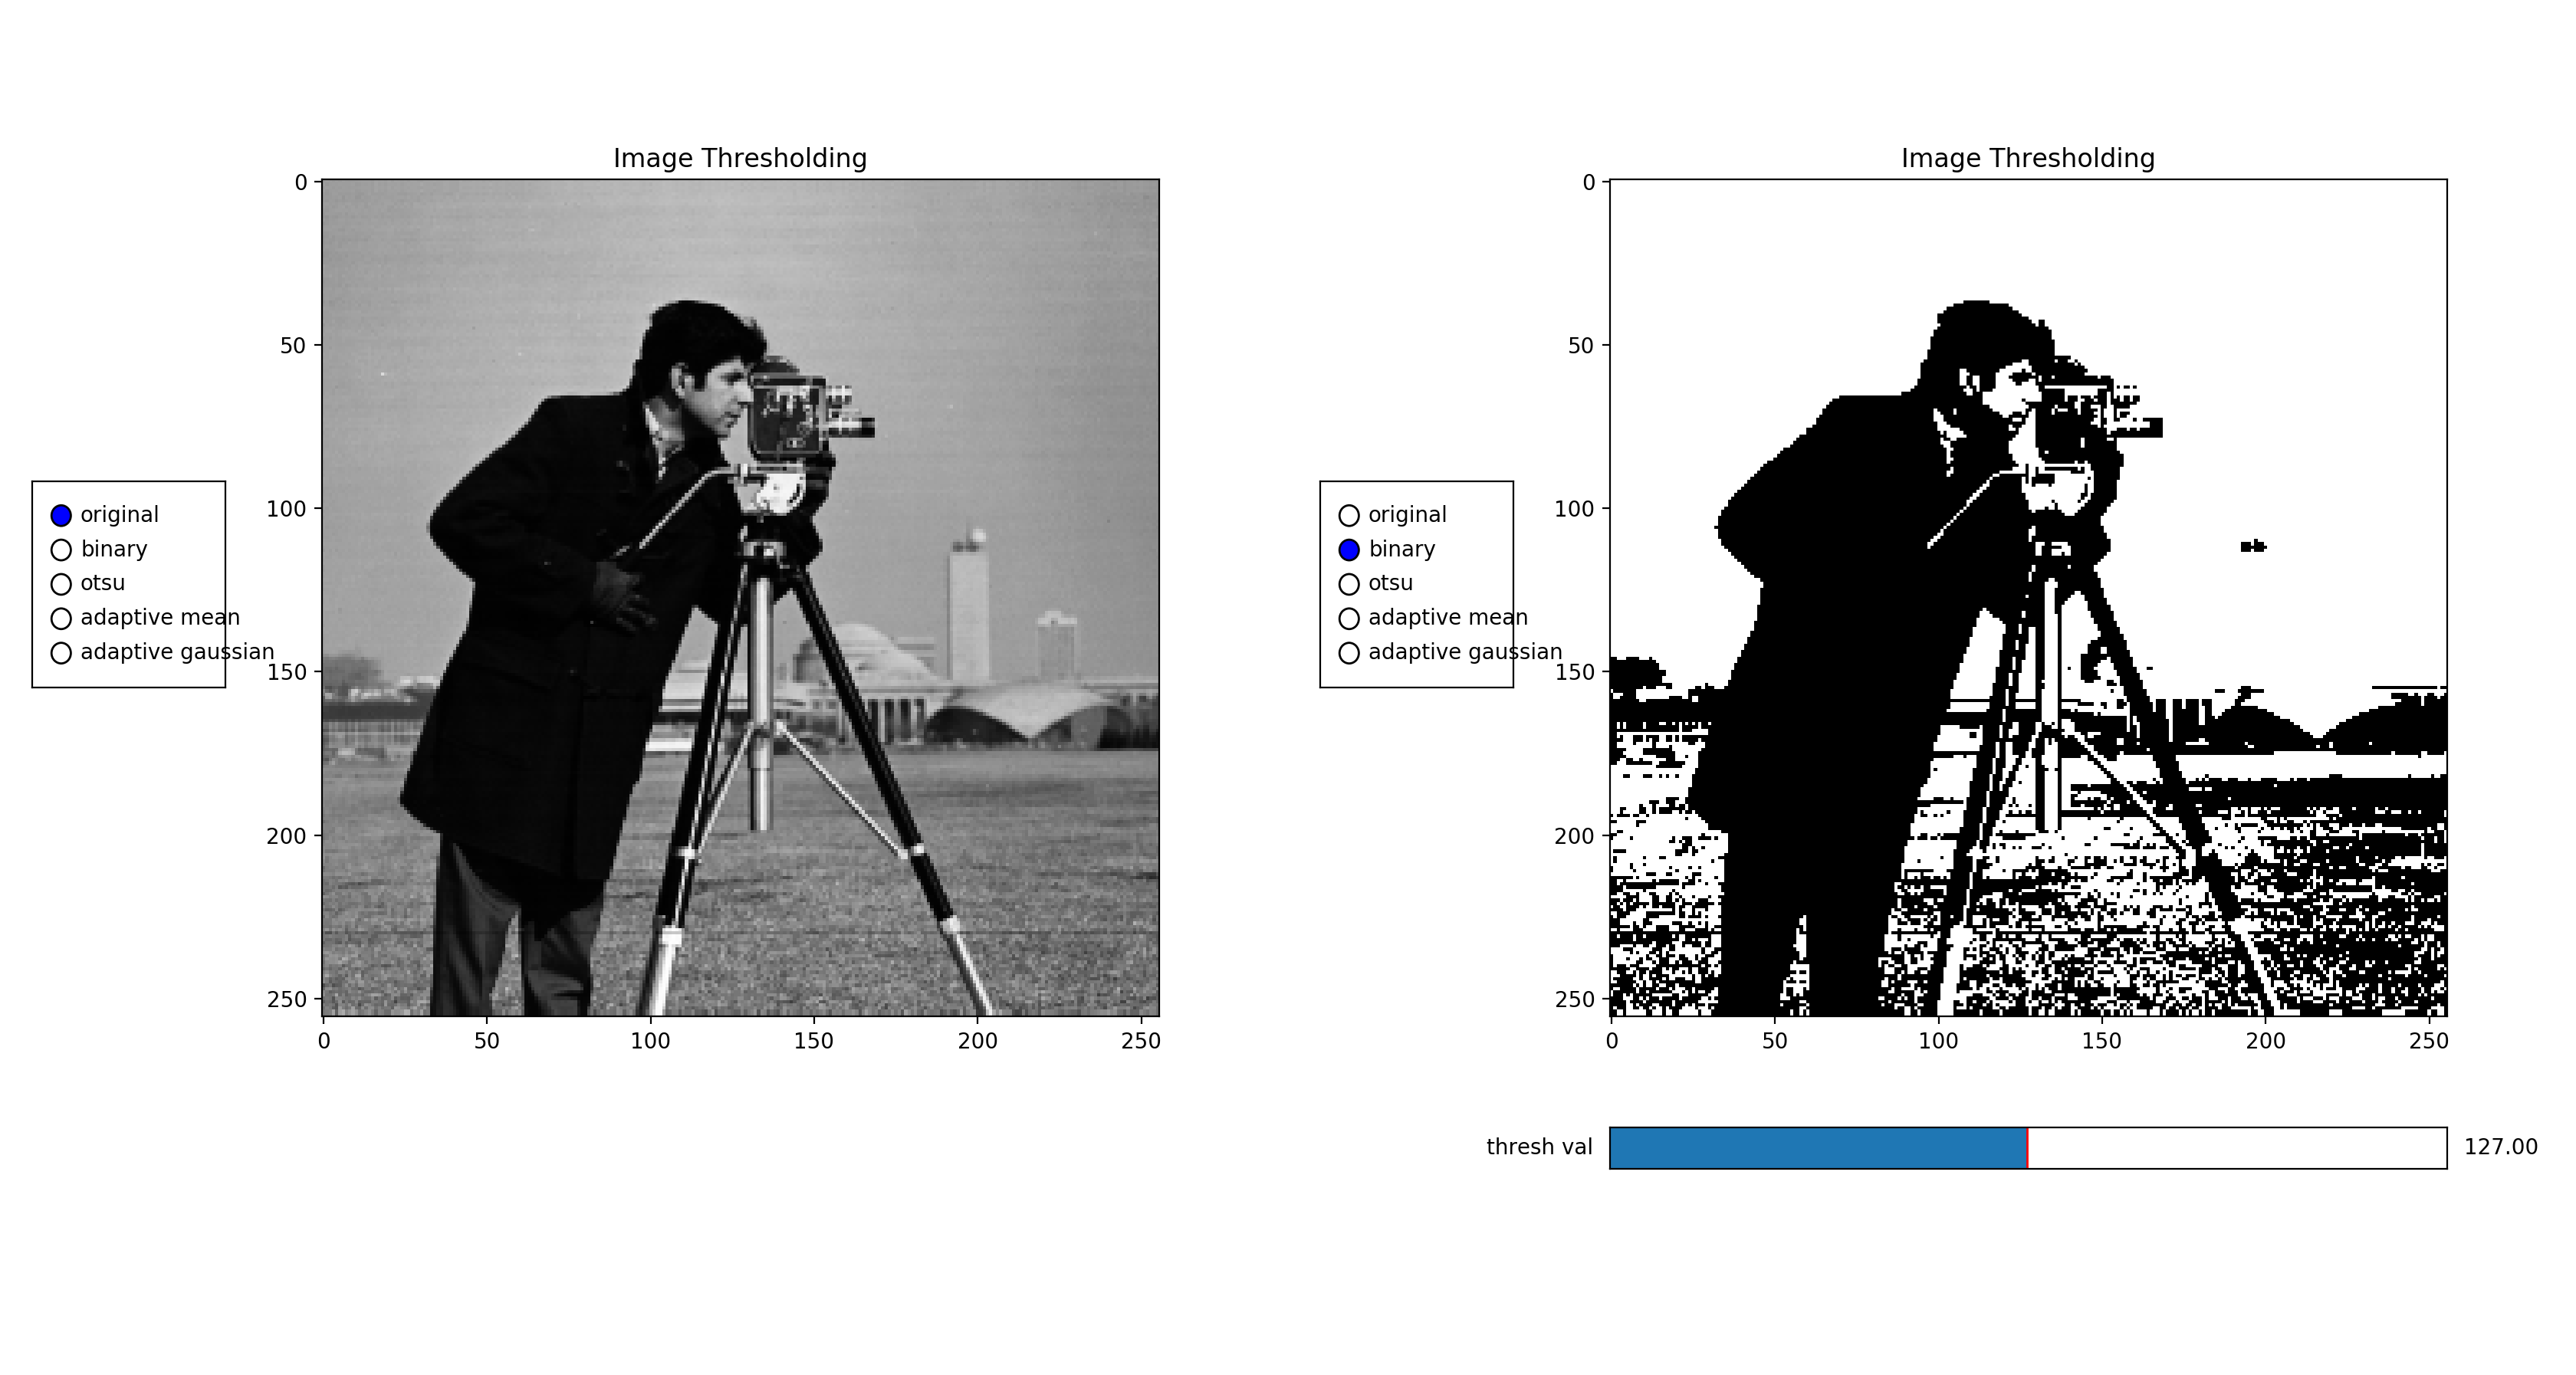 Image Thresholding
0
50
100
150
200
250
0 50 100 150 200 250
original
binary
otsu
adaptive mean
adaptive gaussian
Image Thresholding
0
50
100
150
200
250
0 50 100 150 200 250
original
binary
otsu
adaptive mean
adaptive gaussian
thresh val 127.00